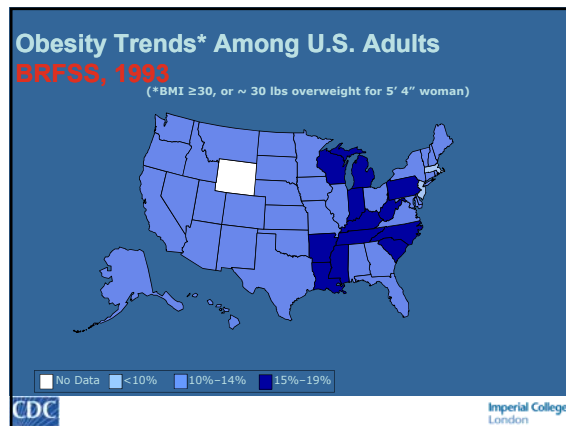 Obesity Trends* Among U.S. Adults
BRFSS, 1993
(*BMI ≥30, or ~ 30 lbs overweight for 5’ 4” woman)
No Data <10% 10%–14% 15%–19%
CDC
Imperial College
London